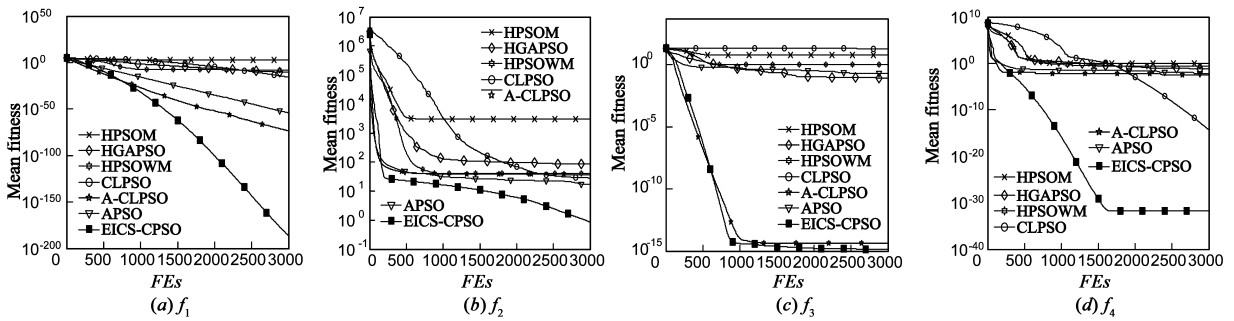 Mean fitness
10^50
10^0
10^-50
10^-100
10^-150
10^-200
HPSOM
HGAPSO
HPSOWM
CLPSO
A-CLPSO
APSO
EICS-CPSO
0 500 1000 1500 2000 2500 3000
FEs
(a) f_1
Mean fitness
10^7
10^6
10^5
10^4
10^3
10^2
10^1
10^0
10^-1
HPSOM
HGAPSO
HPSOWM
CLPSO
A-CLPSO
APSO
EICS-CPSO
0 500 1000 1500 2000 2500 3000
FEs
(b) f_2
Mean fitness
10^0
10^-5
10^-10
10^-15
HPSOM
HGAPSO
HPSOWM
CLPSO
A-CLPSO
APSO
EICS-CPSO
0 500 1000 1500 2000 2500 3000
FEs
(c) f_3
Mean fitness
10^10
10^0
10^-10
10^-20
10^-30
10^-40
A-CLPSO
APSO
EICS-CPSO
HPSOM
HGAPSO
HPSOWM
CLPSO
0 500 1000 1500 2000 2500 3000
FEs
(d) f_4